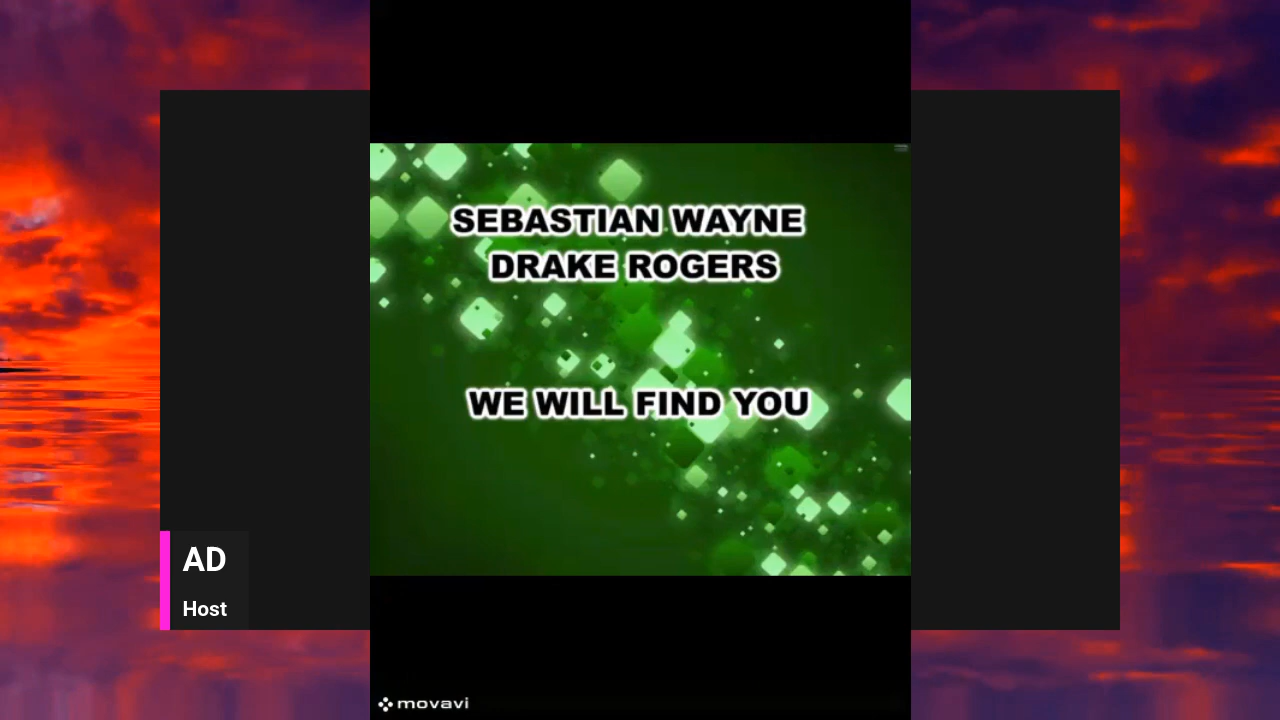 SEBASTIAN WAYNE
DRAKE ROGERS
WE WILL FIND YOU
AD
Host
movavi